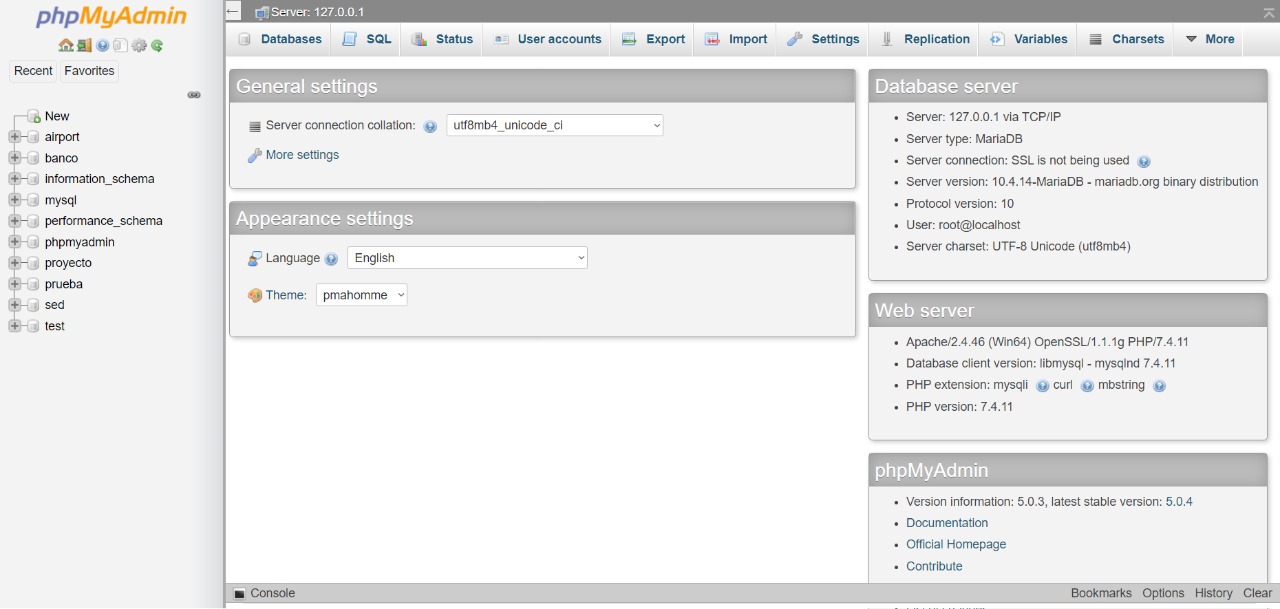 phpMyAdmin
Recent Favorites
New
airport
banco
information_schema
mysql
performance_schema
phpmyadmin
proyecto
prueba
sed
test
Server: 127.0.0.1
Databases SQL Status User accounts Export Import Settings Replication Variables Charsets More
General settings
Server connection collation: utf8mb4_unicode_ci
More settings
Appearance settings
Language English
Theme: pmahomme
Database server
Server: 127.0.0.1 via TCP/IP
Server type: MariaDB
Server connection: SSL is not being used
Server version: 10.4.14-MariaDB - mariadb.org binary distribution
Protocol version: 10
User: root@localhost
Server charset: UTF-8 Unicode (utf8mb4)
Web server
Apache/2.4.46 (Win64) OpenSSL/1.1.1g PHP/7.4.11
Database client version: libmysql - mysqlnd 7.4.11
PHP extension: mysqli curl mbstring
PHP version: 7.4.11
phpMyAdmin
Version information: 5.0.3, latest stable version: 5.0.4
Documentation
Official Homepage
Contribute
Console Bookmarks Options History Clear